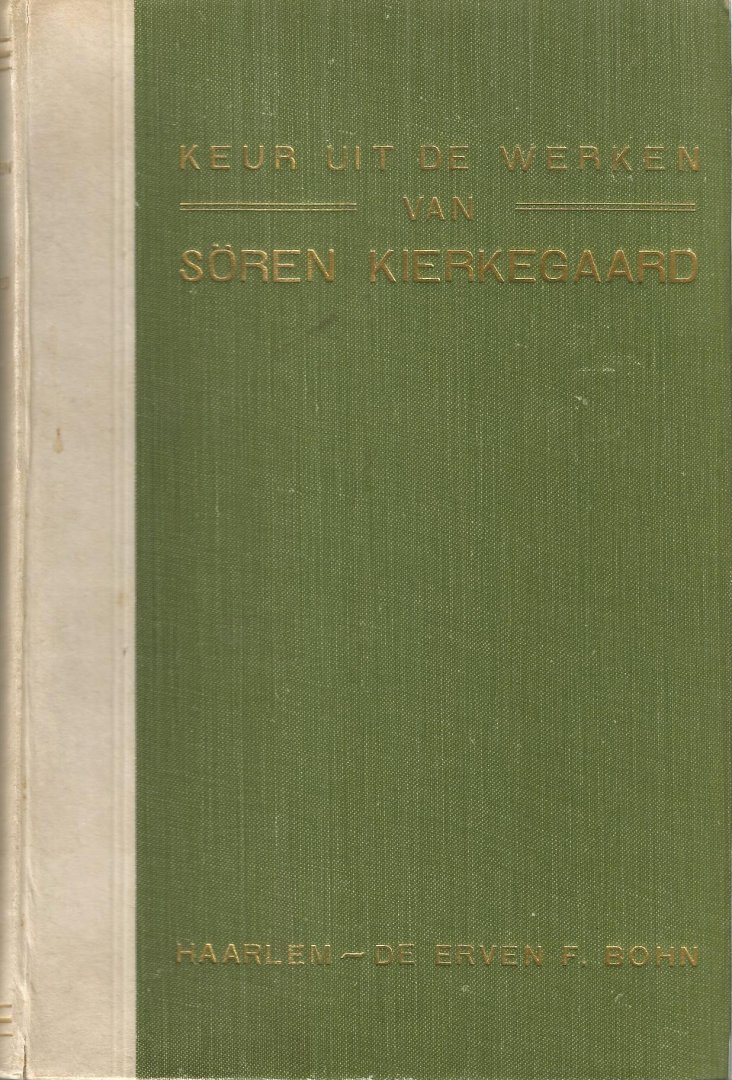 KEUR UIT DE WERKEN
VAN
SÖREN KIERKEGAARD
HAARLEM ~ DE ERVEN F. BOHN